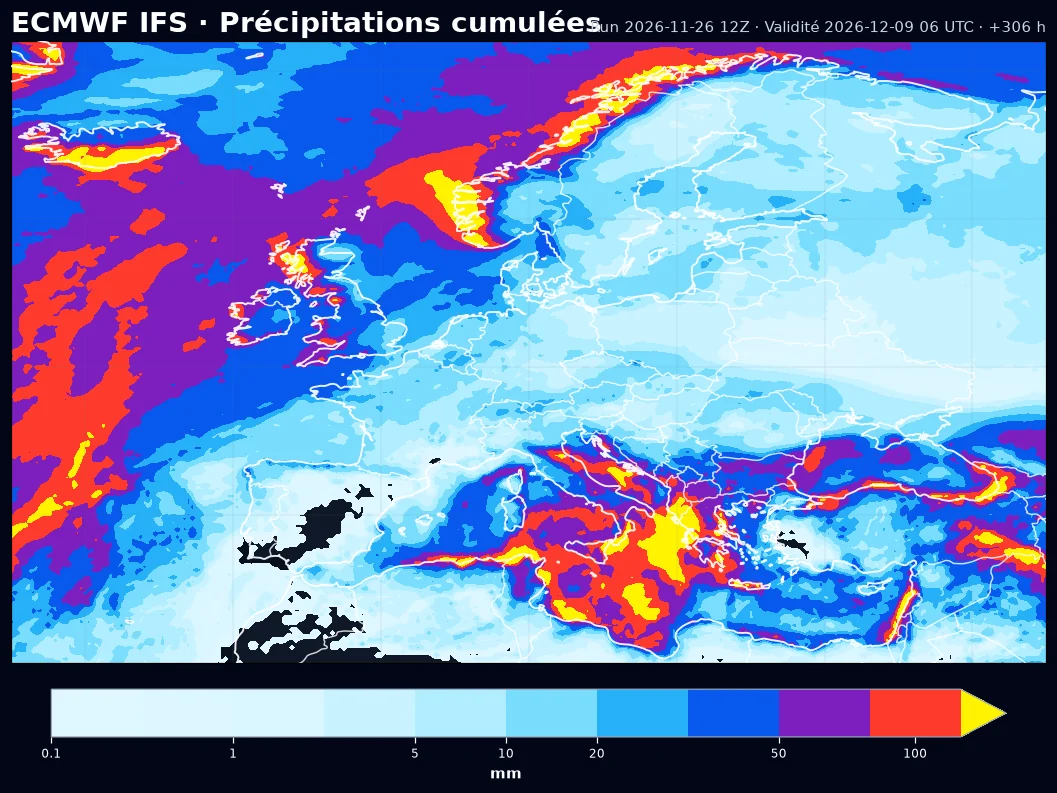 ECMWF IFS · Précipitations cumulées
Run 2026-11-26 12Z · Validité 2026-12-09 06 UTC · +306 h
0.1 1 5 10 20 50 100
mm